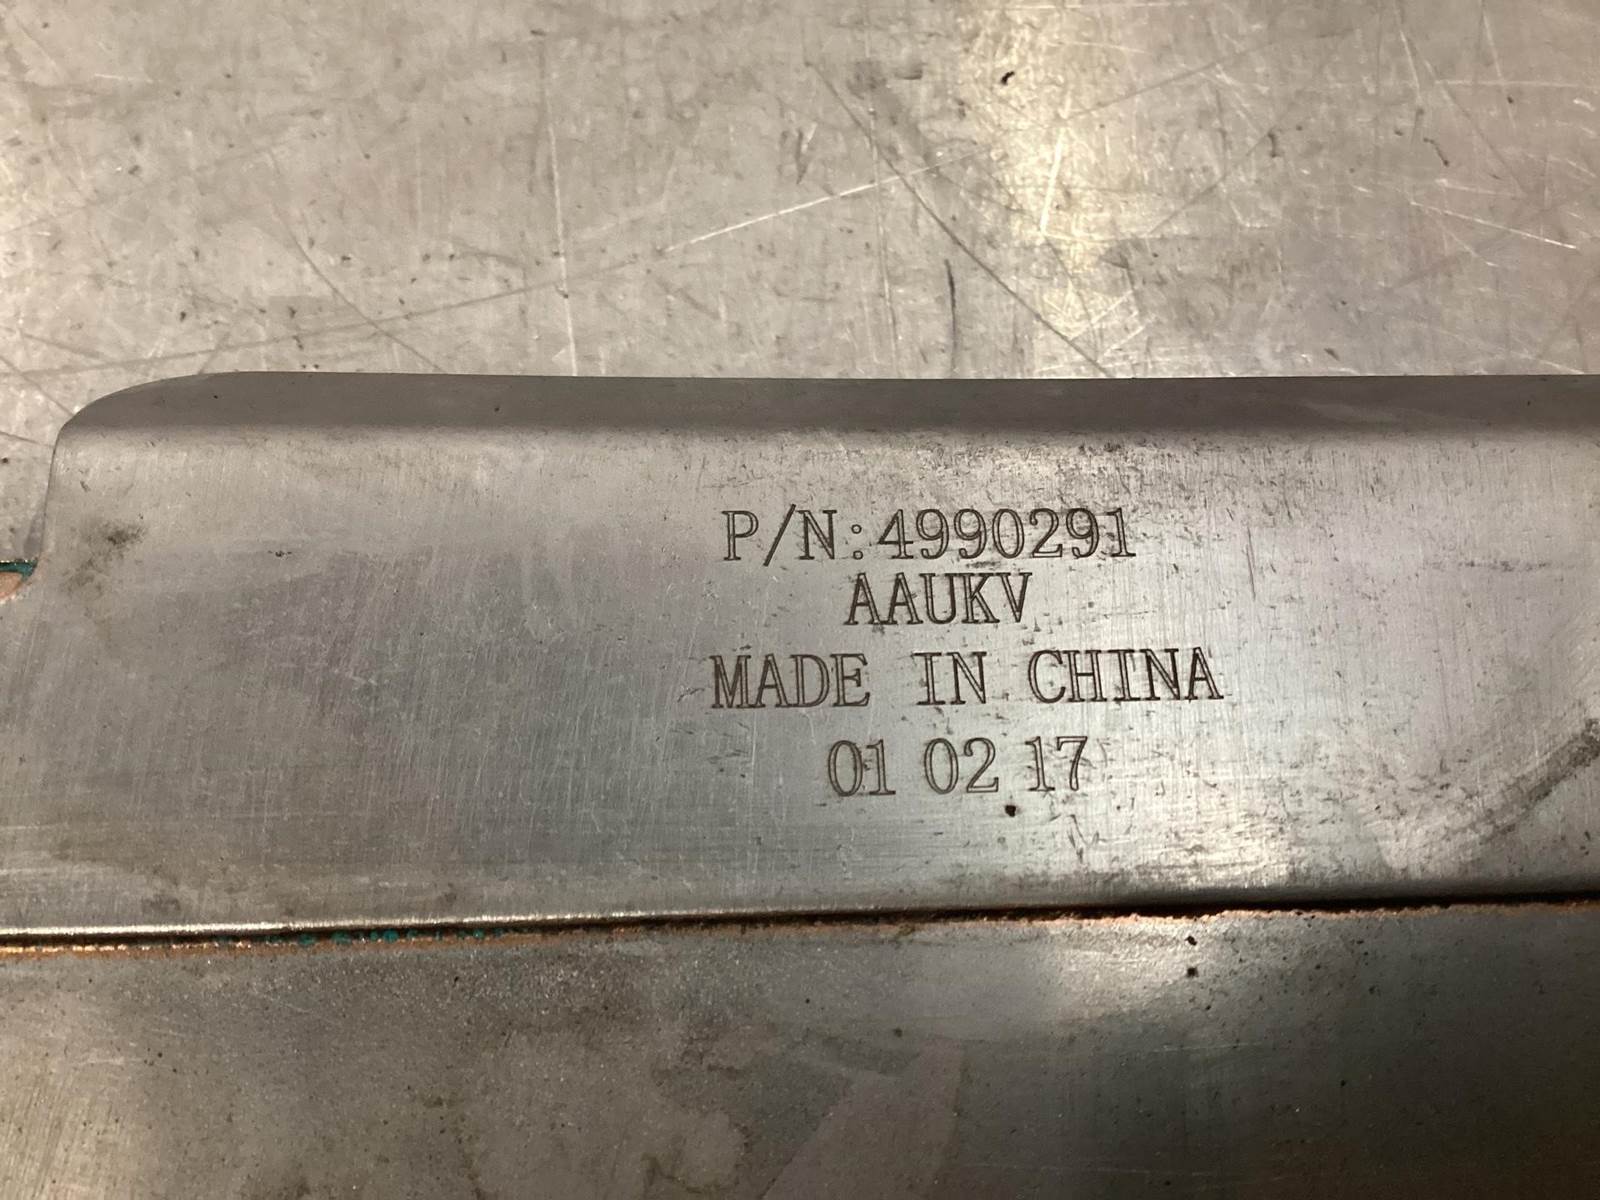 P/N:4990291
AAUKV
MADE IN CHINA
01 02 17